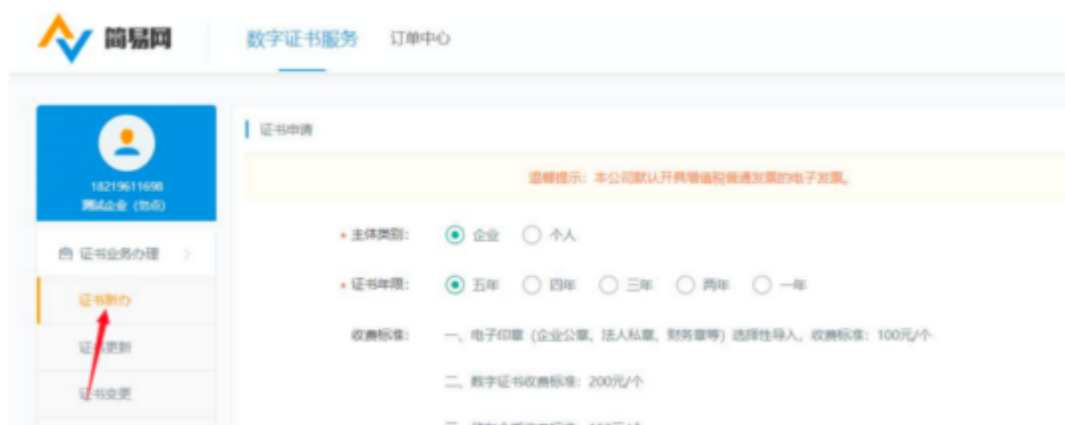 简易网
数字证书服务 订单中心
18219611698
测试企业（勿点）
证书业务办理
证书新办
证书更新
证书变更
证书申请
温馨提示：本公司默认开具增值税普通发票的电子发票。
* 主体类别： 企业 个人
* 证书年限： 五年 四年 三年 两年 一年
收费标准： 一、电子印章（企业公章、法人私章、财务章等）选择性导入，收费标准：100元/个
二、数字证书收费标准：200元/个